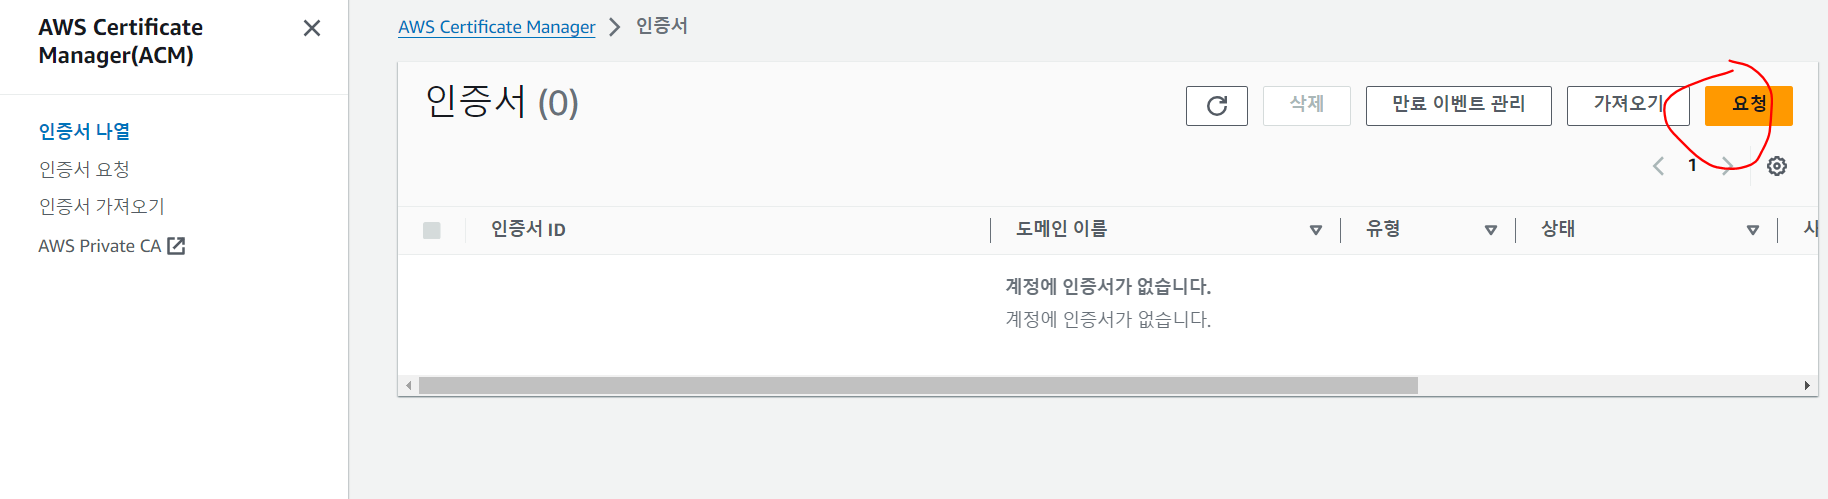 AWS Certificate
Manager(ACM)
인증서 나열
인증서 요청
인증서 가져오기
AWS Private CA
AWS Certificate Manager
인증서
인증서 (0)
삭제
만료 이벤트 관리
가져오기
요청
1
인증서 ID
도메인 이름
유형
상태
계정에 인증서가 없습니다.
계정에 인증서가 없습니다.